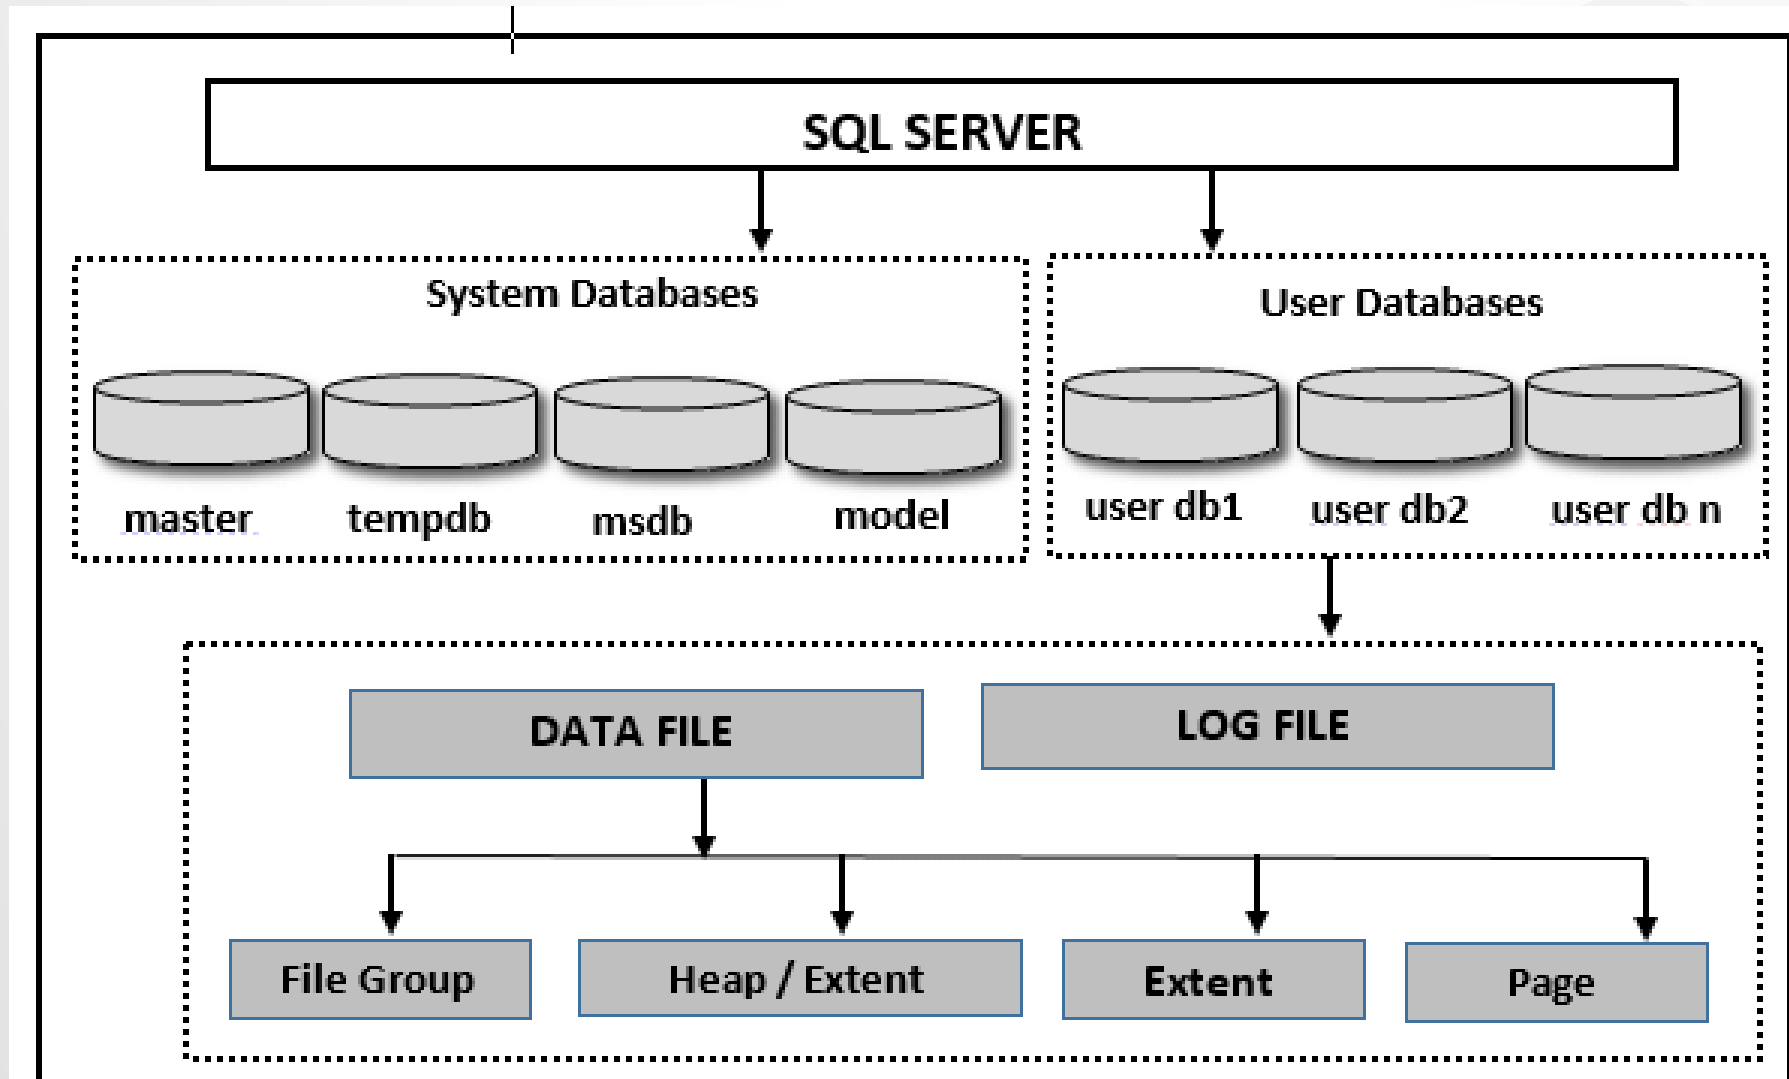 SQL SERVER
System Databases
master
tempdb
msdb
model
User Databases
user db1
user db2
user db n
DATA FILE
LOG FILE
File Group
Heap / Extent
Extent
Page